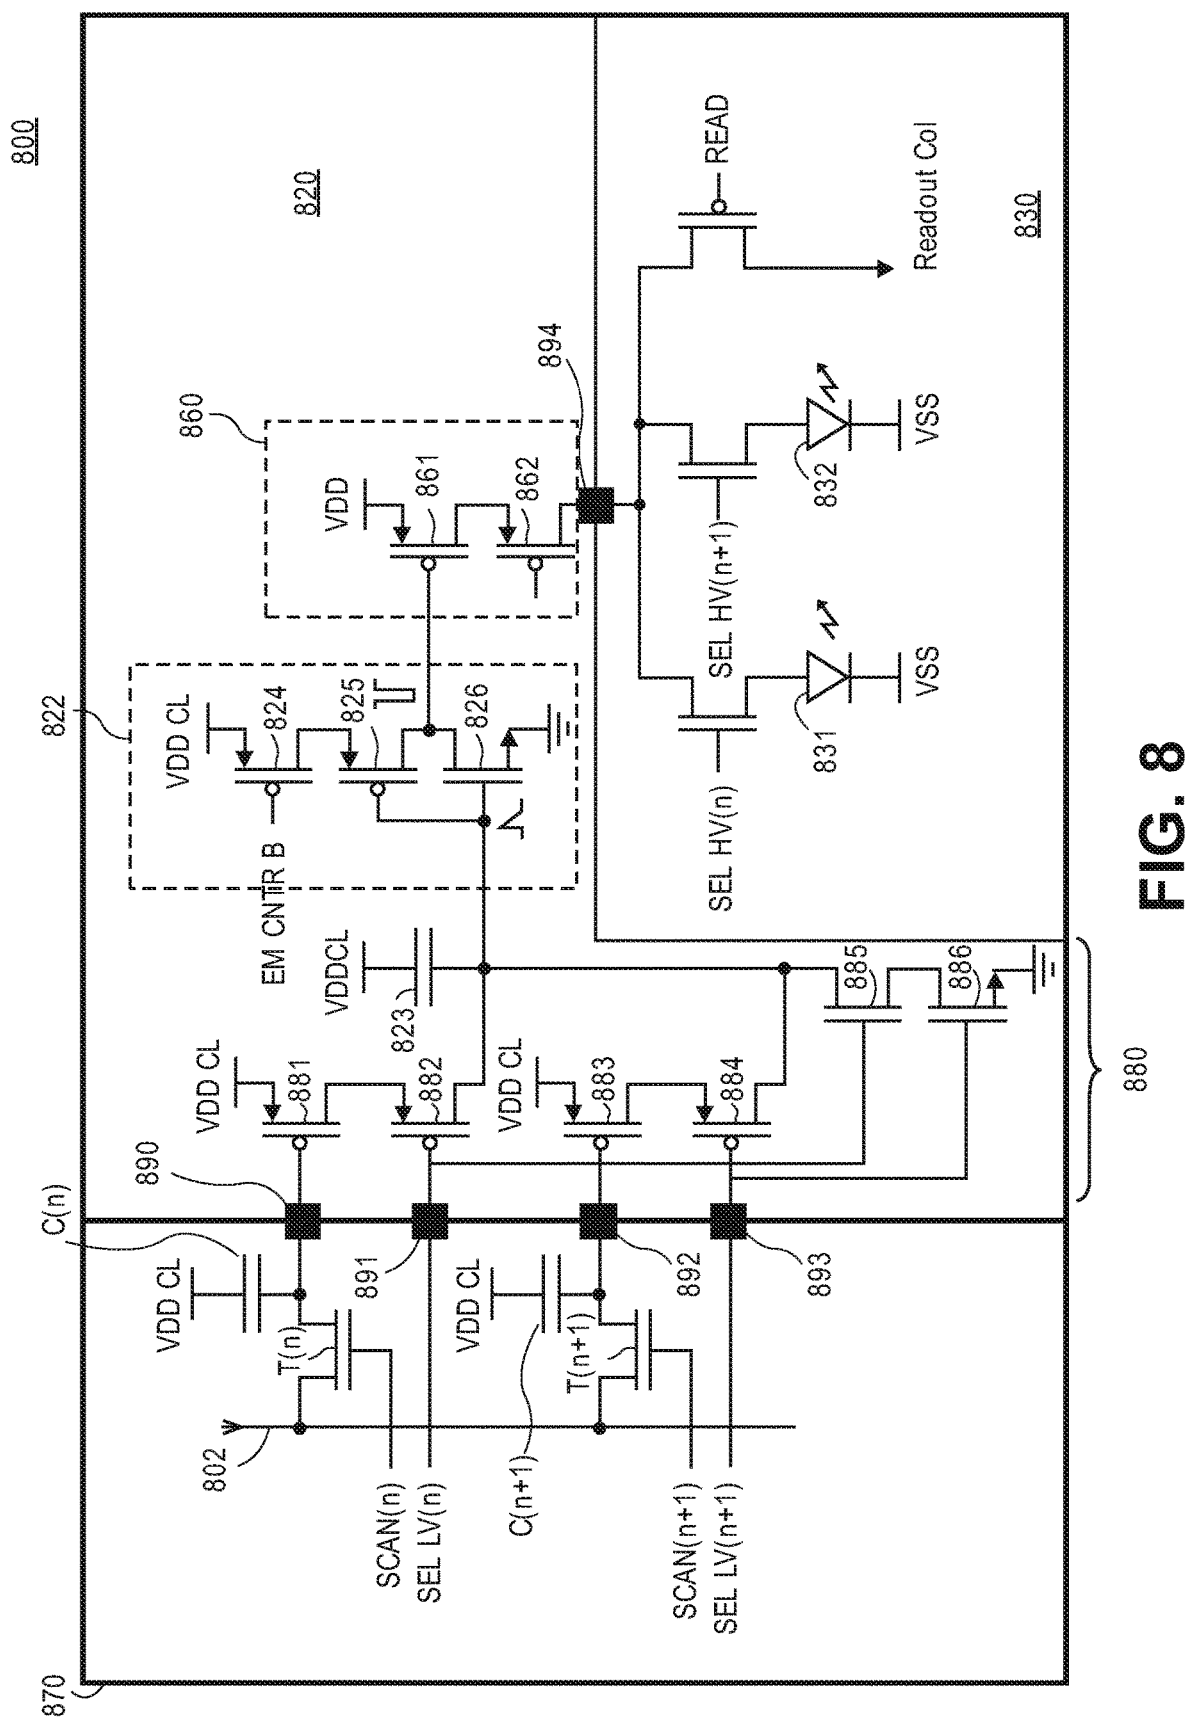 800
820
860
894
READ
Readout Col
830
VDD
861
862
822
VDD CL
824
825
826
EM CNTR B
832
VSS
SEL HV(n+1)
831
VSS
SEL HV(n)
VDDCL
823
VDD CL
881
882
VDD CL
883
884
885
886
880
890
C(n)
891
892
893
VDD CL
T(n)
VDD CL
T(n+1)
802
C(n+1)
SCAN(n)
SEL LV(n)
SCAN(n+1)
SEL LV(n+1)
870
FIG. 8